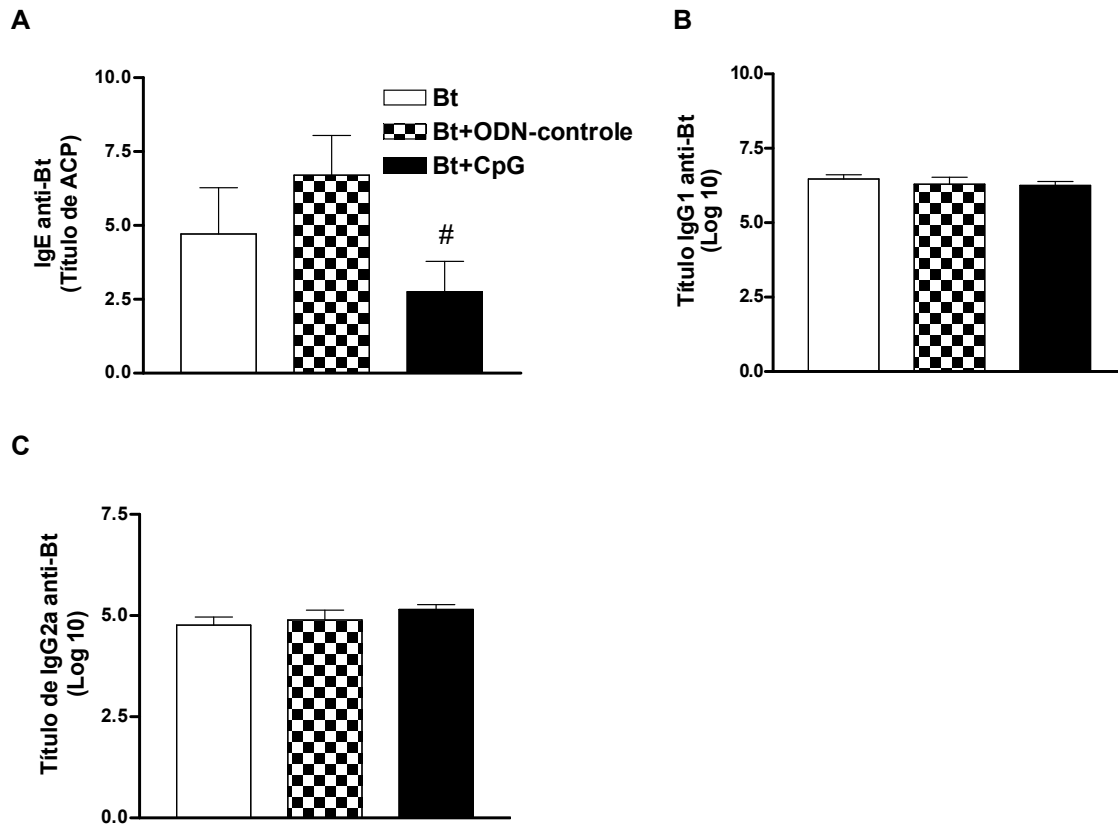 A
10.0
7.5
5.0
2.5
0.0
IgE anti-Bt
(Título de ACP)
Bt
Bt+ODN-controle
Bt+CpG
#
B
10.0
7.5
5.0
2.5
0.0
Título IgG1 anti-Bt
(Log 10)
C
7.5
5.0
2.5
0.0
Título de IgG2a anti-Bt
(Log 10)